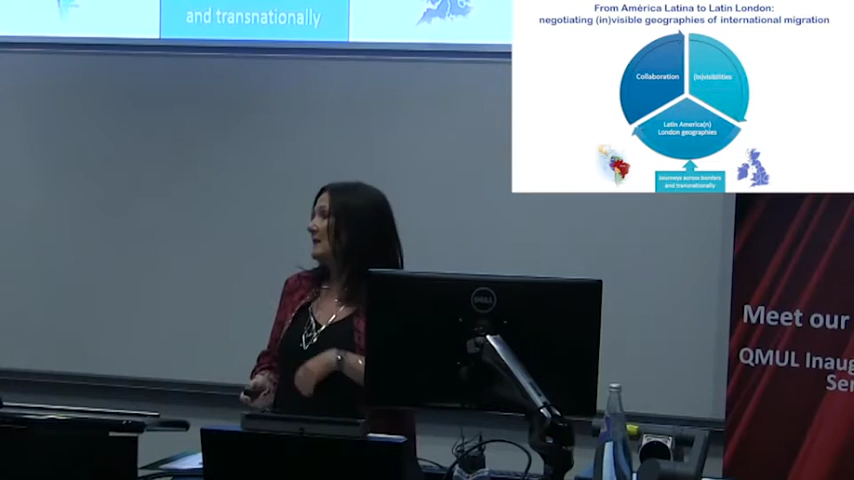 and transnationally
From América Latina to Latin London:
negotiating (in)visible geographies of international migration
Collaboration
(In)visibilities
Latin America(n)
London geographies
Journeys across borders
and transnationally
DELL
Meet our
QMUL Inaug
Ser